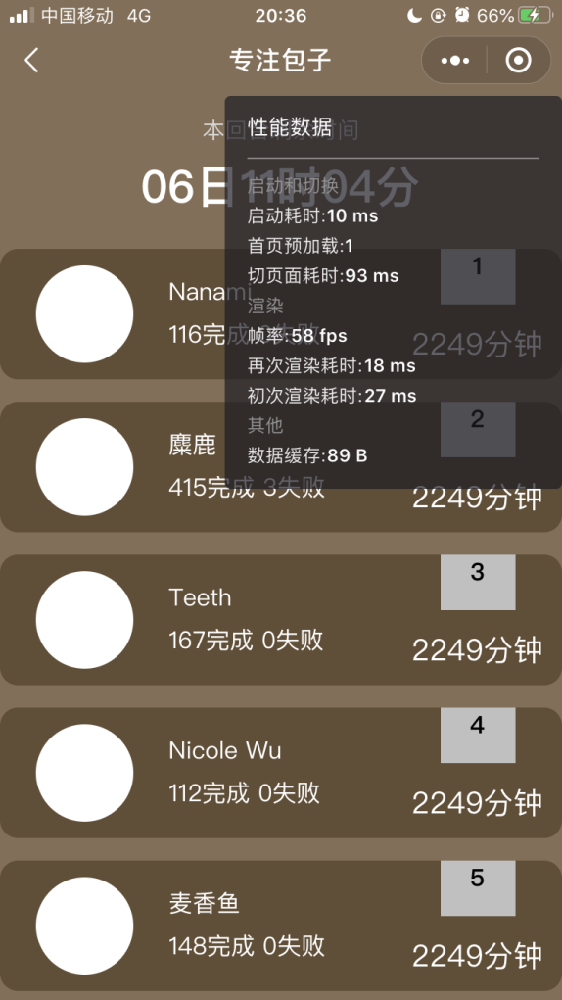 中国移动 4G 20:36 66%
专注包子
本回合剩余时间
06日11时04分
性能数据
启动和切换
启动耗时:10 ms
首页预加载:1
切页面耗时:93 ms
渲染
帧率:58 fps
再次渲染耗时:18 ms
初次渲染耗时:27 ms
其他
数据缓存:89 B
Nanami
1
116完成 0失败
2249分钟
麋鹿
2
415完成 3失败
2249分钟
Teeth
3
167完成 0失败
2249分钟
Nicole Wu
4
112完成 0失败
2249分钟
麦香鱼
5
148完成 0失败
2249分钟